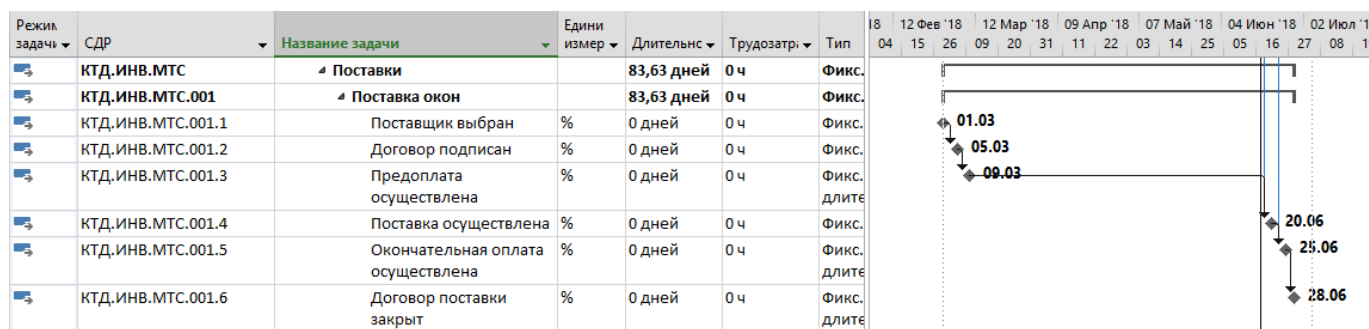 Режим задачи СДР Название задачи Едини измер Длительнс Трудозатра Тип
18 12 Фев '18 12 Мар '18 09 Апр '18 07 Май '18 04 Июн '18 02 Июл '1
04 15 26 09 20 31 11 22 03 14 25 05 16 27 08 1
КТД.ИНВ.МТС Поставки 83,63 дней 0 ч Фикс.
КТД.ИНВ.МТС.001 Поставка окон 83,63 дней 0 ч Фикс.
КТД.ИНВ.МТС.001.1 Поставщик выбран % 0 дней 0 ч Фикс. 01.03
КТД.ИНВ.МТС.001.2 Договор подписан % 0 дней 0 ч Фикс. 05.03
КТД.ИНВ.МТС.001.3 Предоплата % 0 дней 0 ч Фикс. 09.03
осуществлена длите
КТД.ИНВ.МТС.001.4 Поставка осуществлена % 0 дней 0 ч Фикс. 20.06
КТД.ИНВ.МТС.001.5 Окончательная оплата % 0 дней 0 ч Фикс. 25.06
осуществлена длите
КТД.ИНВ.МТС.001.6 Договор поставки % 0 дней 0 ч Фикс. 28.06
закрыт длите